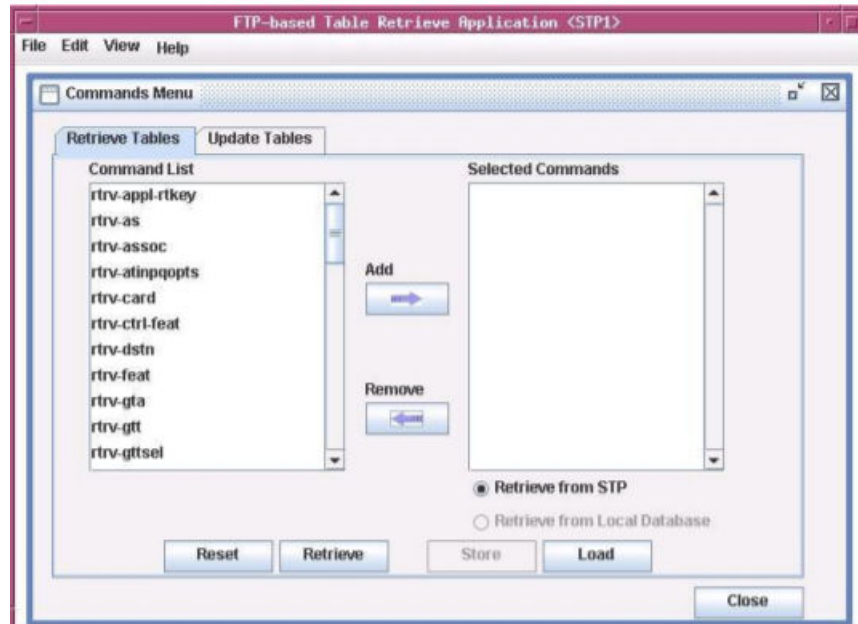 FTP-based Table Retrieve Application <STP1>
File Edit View Help
Commands Menu
Retrieve Tables Update Tables
Command List
rtrv-appl-rtkey
rtrv-as
rtrv-assoc
rtrv-atinpqopts
rtrv-card
rtrv-ctrl-feat
rtrv-dstn
rtrv-feat
rtrv-gta
rtrv-gtt
rtrv-gttsel
Add
Remove
Selected Commands
Retrieve from STP
Retrieve from Local Database
Reset Retrieve Store Load
Close